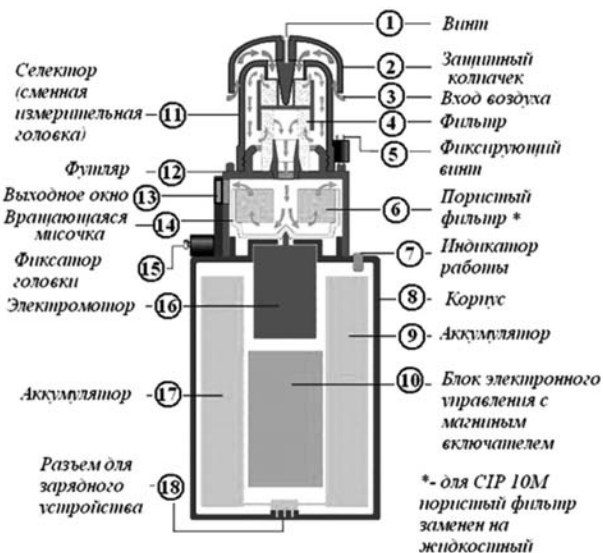 1 Винт
2 Защитный
колпачек
3 Вход воздуха
4 Фильтр
5 Фиксирующий
винт
6 Пористый
фильтр *
7 Индикатор
работы
8 Корпус
9 Аккумулятор
10 Блок электронного
управления с
магниным
включателем
*- для CIP 10M
пористый фильтр
заменен на
жидкостный
Селектор
(сменная
измерительная
головка) 11
Футляр 12
Выходное окно 13
Вращающаяся
мисочка 14
Фиксатор
головки 15
Электромотор 16
Аккумулятор 17
Разъем для
зарядного
устройства 18